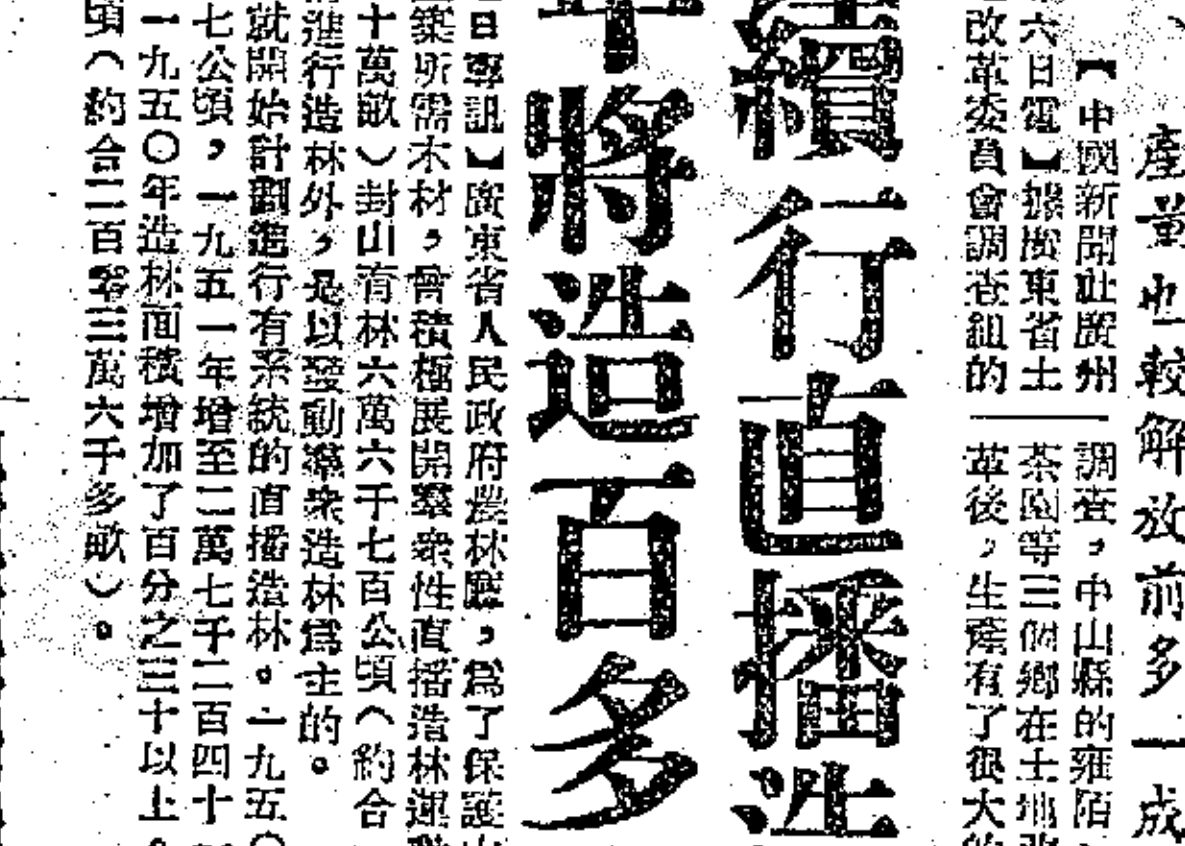 產量也較解放前多一成
【中國新聞社廣州
六日電】據廣東省土
改革委員會調查組的
調查,中山縣的雍陌
茶園等三個鄉在土地改
革後,生產有了很大的
續行直播造
年將造百多
日專訊】廣東省人民政府農林廳,爲了保護
築所需木材,曾積極展開羣衆性直播造林運動
十萬畝)封山育林六萬六千七百公頃(約合
進行造林外,是以發動羣衆造林爲主的。
就開始計劃進行有系統的直播造林。一九五〇
七公頃,一九五一年增至二萬七千二百四十
一九五〇年造林面積增加了百分之三十以上。
頃(約合二百零三萬六千多畝)。